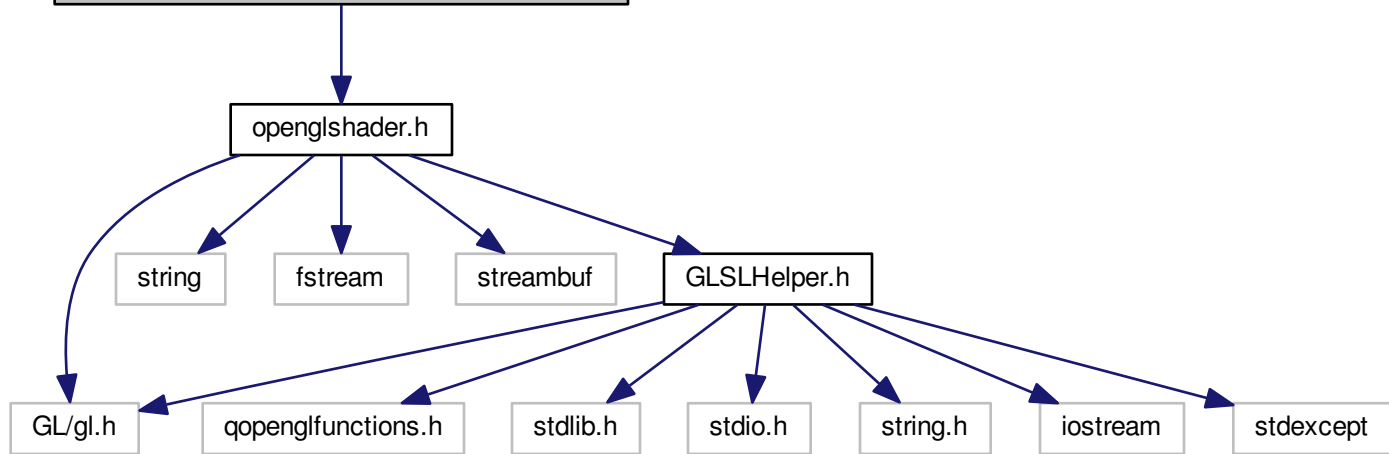 openglshader.h
string
fstream
streambuf
GLSLHelper.h
GL/gl.h
qopenglfunctions.h
stdlib.h
stdio.h
string.h
iostream
stdexcept